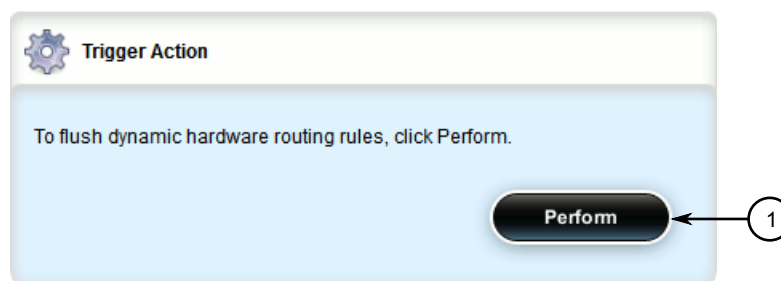 Trigger Action
To flush dynamic hardware routing rules, click Perform.
Perform
1